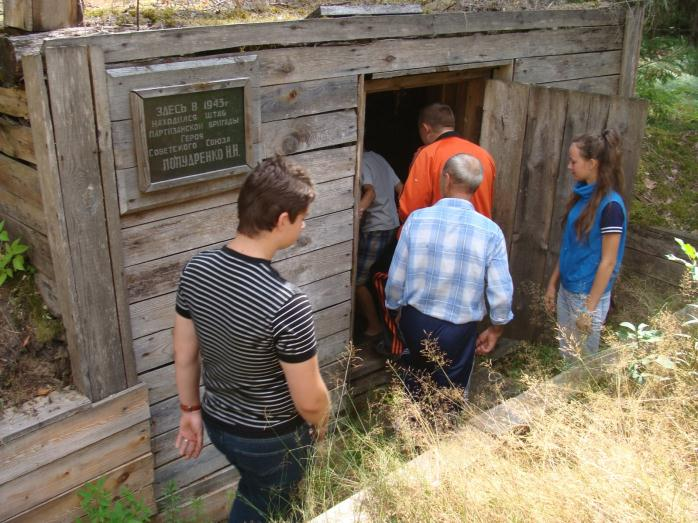 ЗДЕСЬ В 1943г
НАХОДИЛСЯ ШТАБ
ПАРТИЗАНСКОЙ БРИГАДЫ
ГЕРОЯ
СОВЕТСКОГО СОЮЗА
ПОПУДРЕНКО Н.Н.